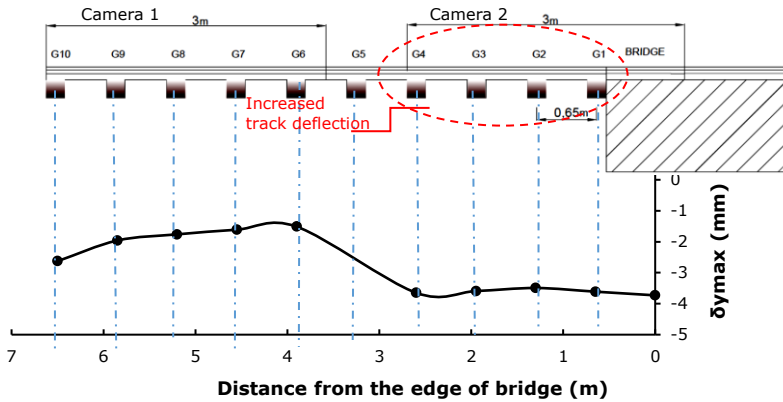 Camera 1
Camera 2
3m
3m
G10
G9
G8
G7
G6
G5
G4
G3
G2
G1
BRIDGE
Increased
track deflection
0,65m
0
-1
-2
-3
-4
-5
δymax (mm)
7
6
5
4
3
2
1
0
Distance from the edge of bridge (m)